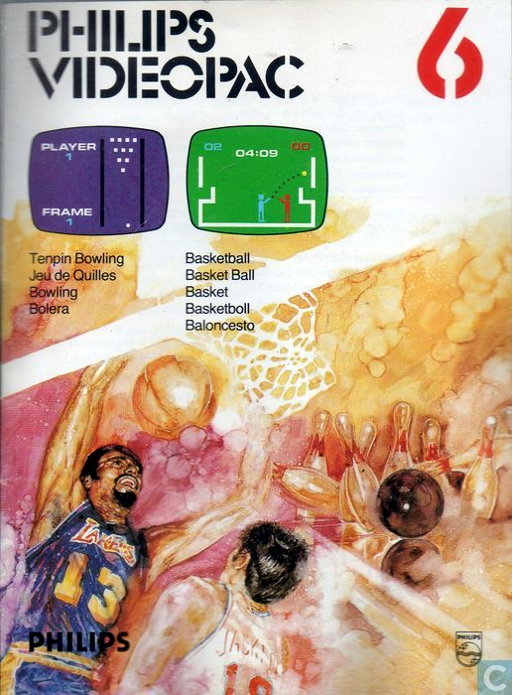 PHILIPS
VIDEOPAC
6
PLAYER
1
FRAME
1
02 04:09 00
Tenpin Bowling
Jeu de Quilles
Bowling
Bolera
Basketball
Basket Ball
Basket
Basketboll
Baloncesto
LAKERS
13
PHILIPS
PHILIPS
C